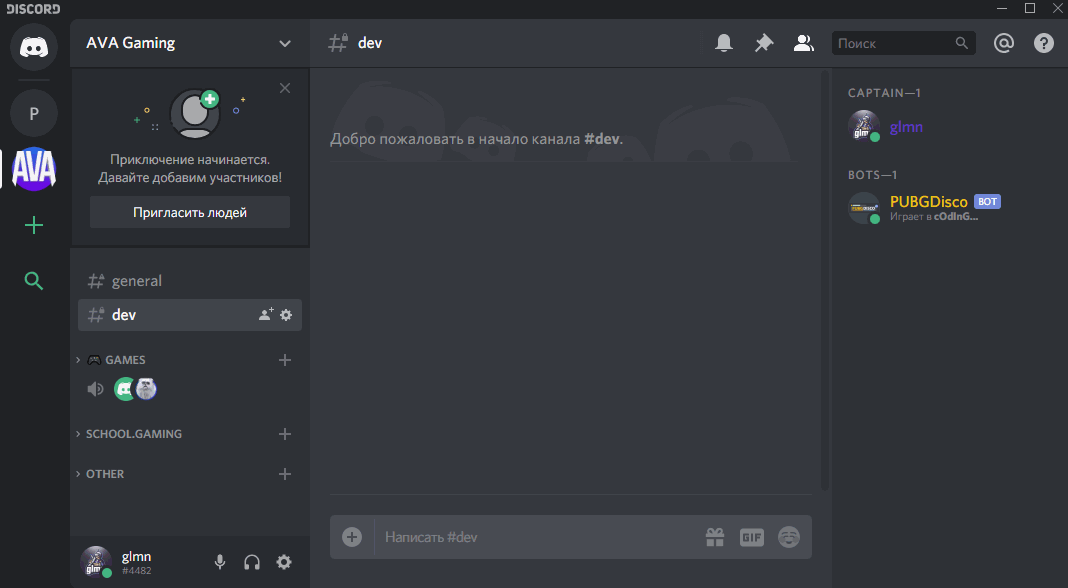 DISCORD
P
AVA
AVA Gaming
Приключение начинается.
Давайте добавим участников!
Пригласить людей
general
dev
GAMES
SCHOOL.GAMING
OTHER
glmn
#4482
dev
Поиск
Добро пожаловать в начало канала #dev.
Написать #dev
GIF
CAPTAIN—1
glmn
BOTS—1
PUBGDisco BOT
Играет в cOdInG...